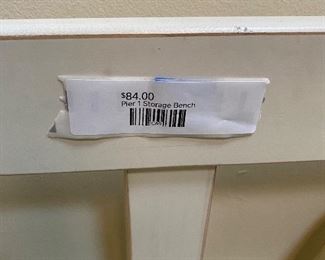 $84.00
Pier 1 Storage Bench